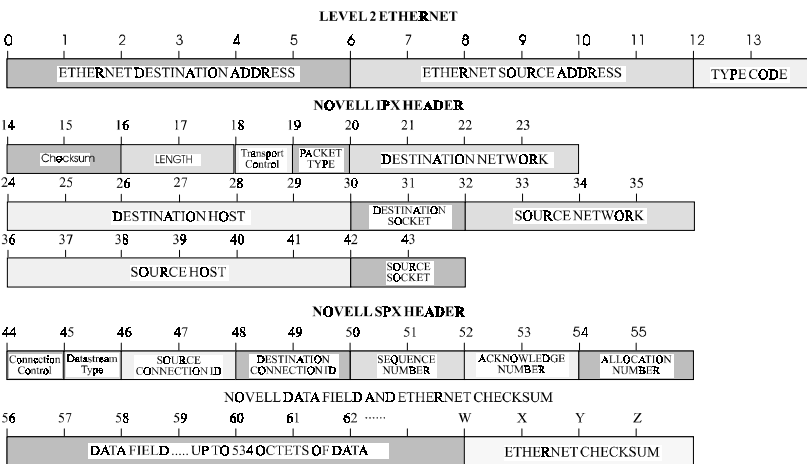 LEVEL 2 ETHERNET
0 1 2 3 4 5 6 7 8 9 10 11 12 13
ETHERNET DESTINATION ADDRESS ETHERNET SOURCE ADDRESS TYPE CODE
NOVELL IPX HEADER
14 15 16 17 18 19 20 21 22 23
Checksum LENGTH Transport Control PACKET TYPE DESTINATION NETWORK
24 25 26 27 28 29 30 31 32 33 34 35
DESTINATION HOST DESTINATION SOCKET SOURCE NETWORK
36 37 38 39 40 41 42 43
SOURCE HOST SOURCE SOCKET
NOVELL SPX HEADER
44 45 46 47 48 49 50 51 52 53 54 55
Connection Control Datastream Type SOURCE CONNECTION ID DESTINATION CONNECTION ID SEQUENCE NUMBER ACKNOWLEDGE NUMBER ALLOCATION NUMBER
NOVELL DATA FIELD AND ETHERNET CHECKSUM
56 57 58 59 60 61 62 ...... W X Y Z
DATA FIELD ..... UP TO 534 OCTETS OF DATA ETHERNET CHECKSUM